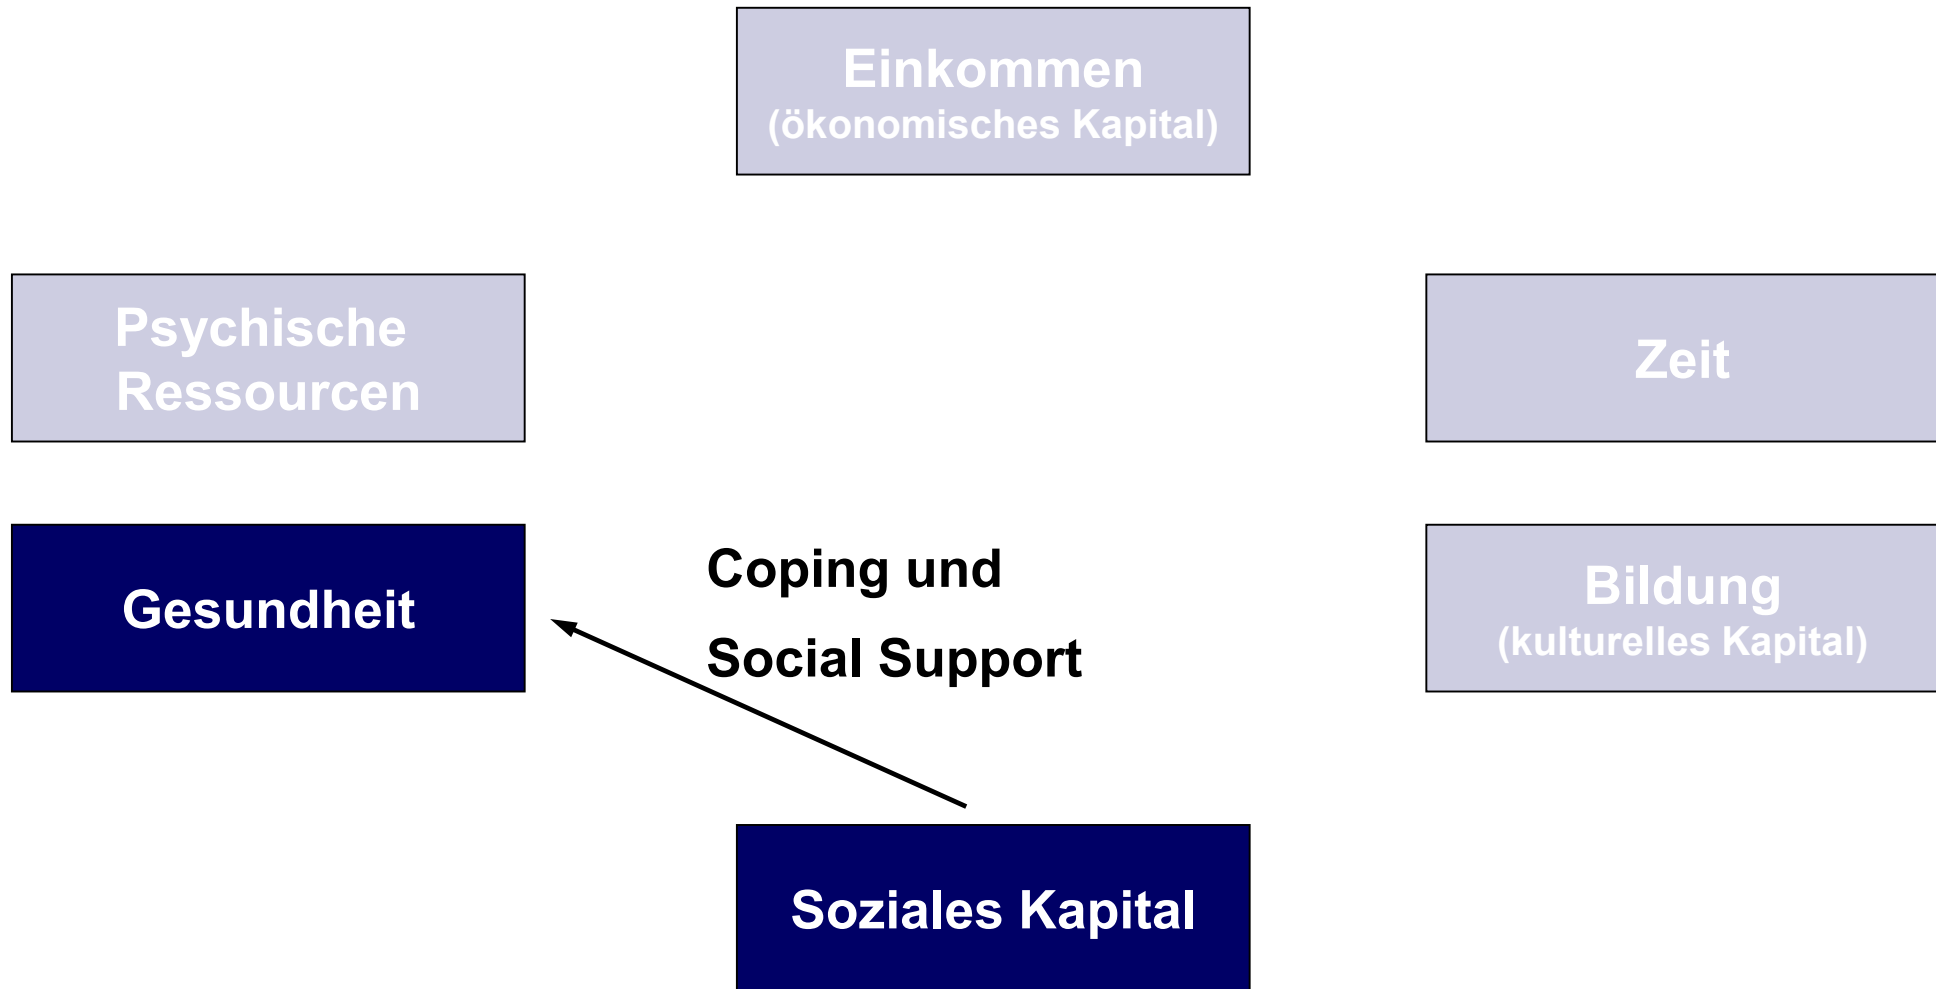 Einkommen
(ökonomisches Kapital)
Psychische
Ressourcen
Zeit
Gesundheit
Coping und
Social Support
Bildung
(kulturelles Kapital)
Soziales Kapital